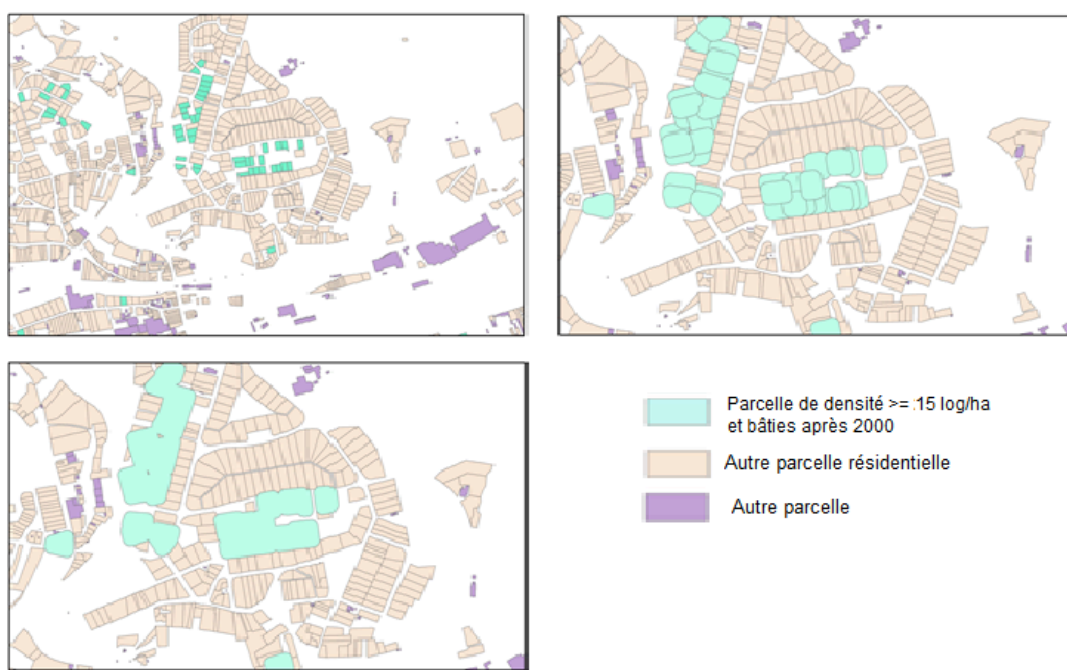 Parcelle de densité >= :15 log/ha
et bâties après 2000
Autre parcelle résidentielle
Autre parcelle